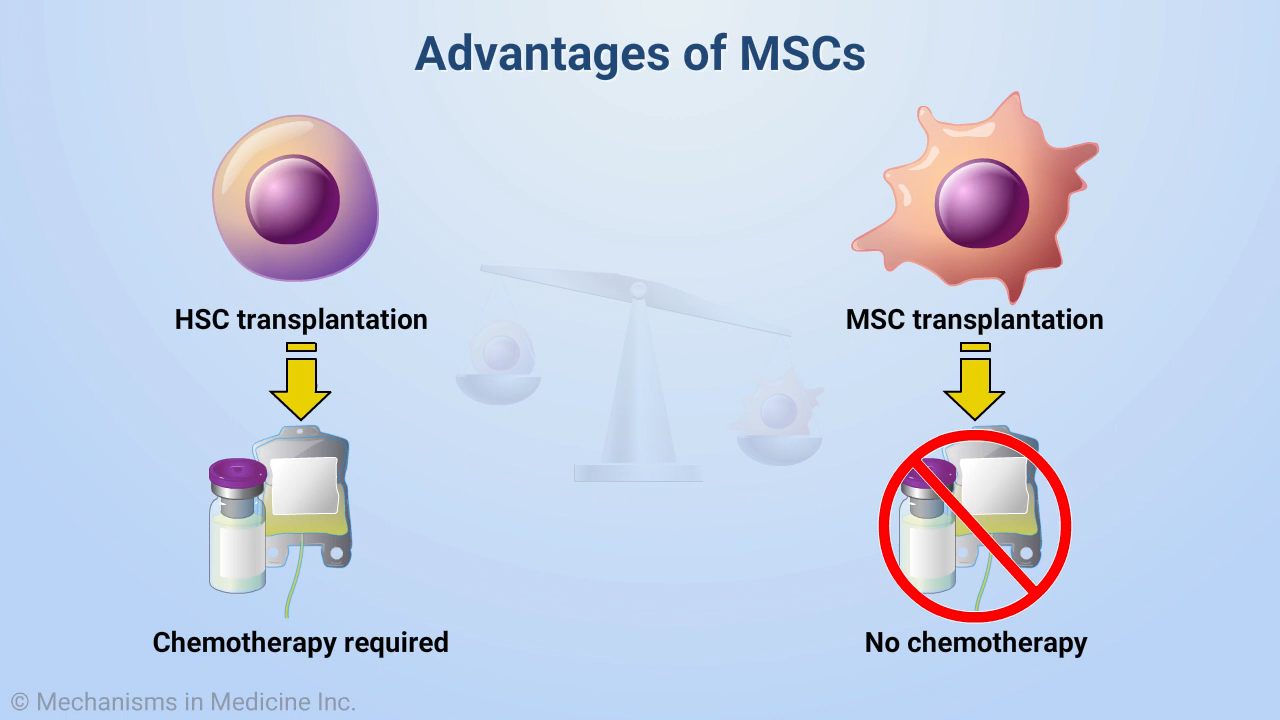 Advantages of MSCs
HSC transplantation
MSC transplantation
Chemotherapy required
No chemotherapy
© Mechanisms in Medicine Inc.